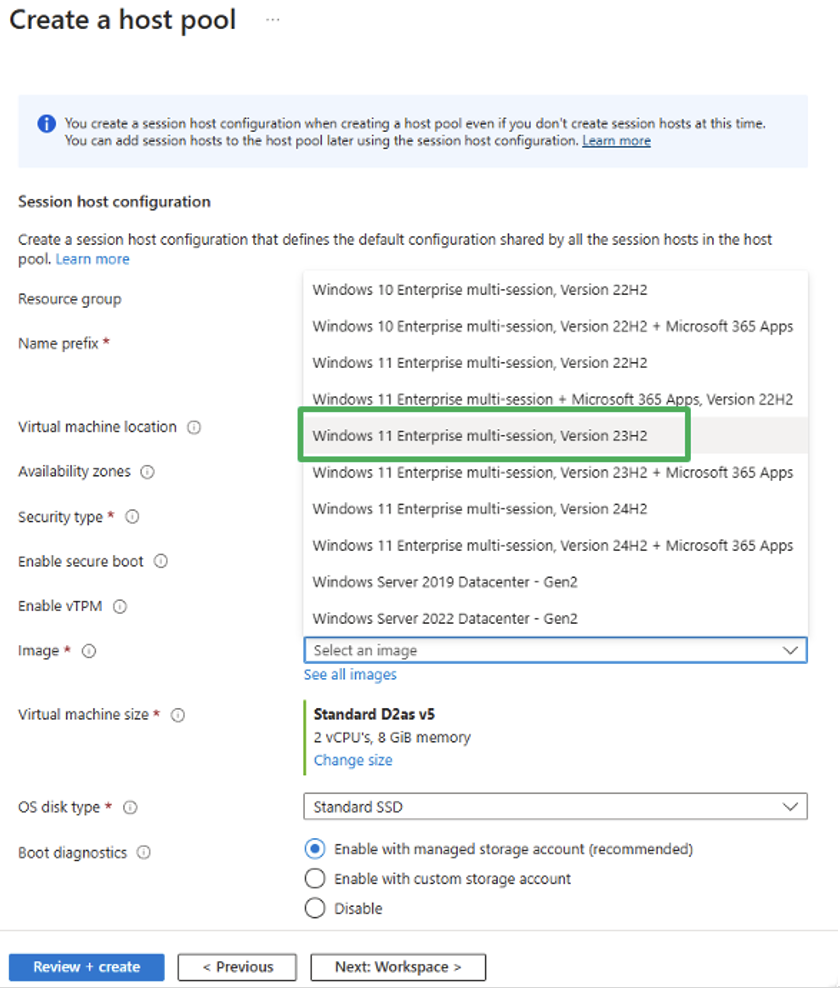 Create a host pool ...
You create a session host configuration when creating a host pool even if you don't create session hosts at this time.
You can add session hosts to the host pool later using the session host configuration. Learn more
Session host configuration
Create a session host configuration that defines the default configuration shared by all the session hosts in the host
pool. Learn more
Resource group
Name prefix *
Virtual machine location
Availability zones
Security type *
Enable secure boot
Enable vTPM
Image *
Windows 10 Enterprise multi-session, Version 22H2
Windows 10 Enterprise multi-session, Version 22H2 + Microsoft 365 Apps
Windows 11 Enterprise multi-session, Version 22H2
Windows 11 Enterprise multi-session + Microsoft 365 Apps, Version 22H2
Windows 11 Enterprise multi-session, Version 23H2
Windows 11 Enterprise multi-session, Version 23H2 + Microsoft 365 Apps
Windows 11 Enterprise multi-session, Version 24H2
Windows 11 Enterprise multi-session, Version 24H2 + Microsoft 365 Apps
Windows Server 2019 Datacenter - Gen2
Windows Server 2022 Datacenter - Gen2
Select an image
See all images
Virtual machine size *
Standard D2as v5
2 vCPU's, 8 GiB memory
Change size
OS disk type *
Standard SSD
Boot diagnostics
Enable with managed storage account (recommended)
Enable with custom storage account
Disable
Review + create
< Previous
Next: Workspace >